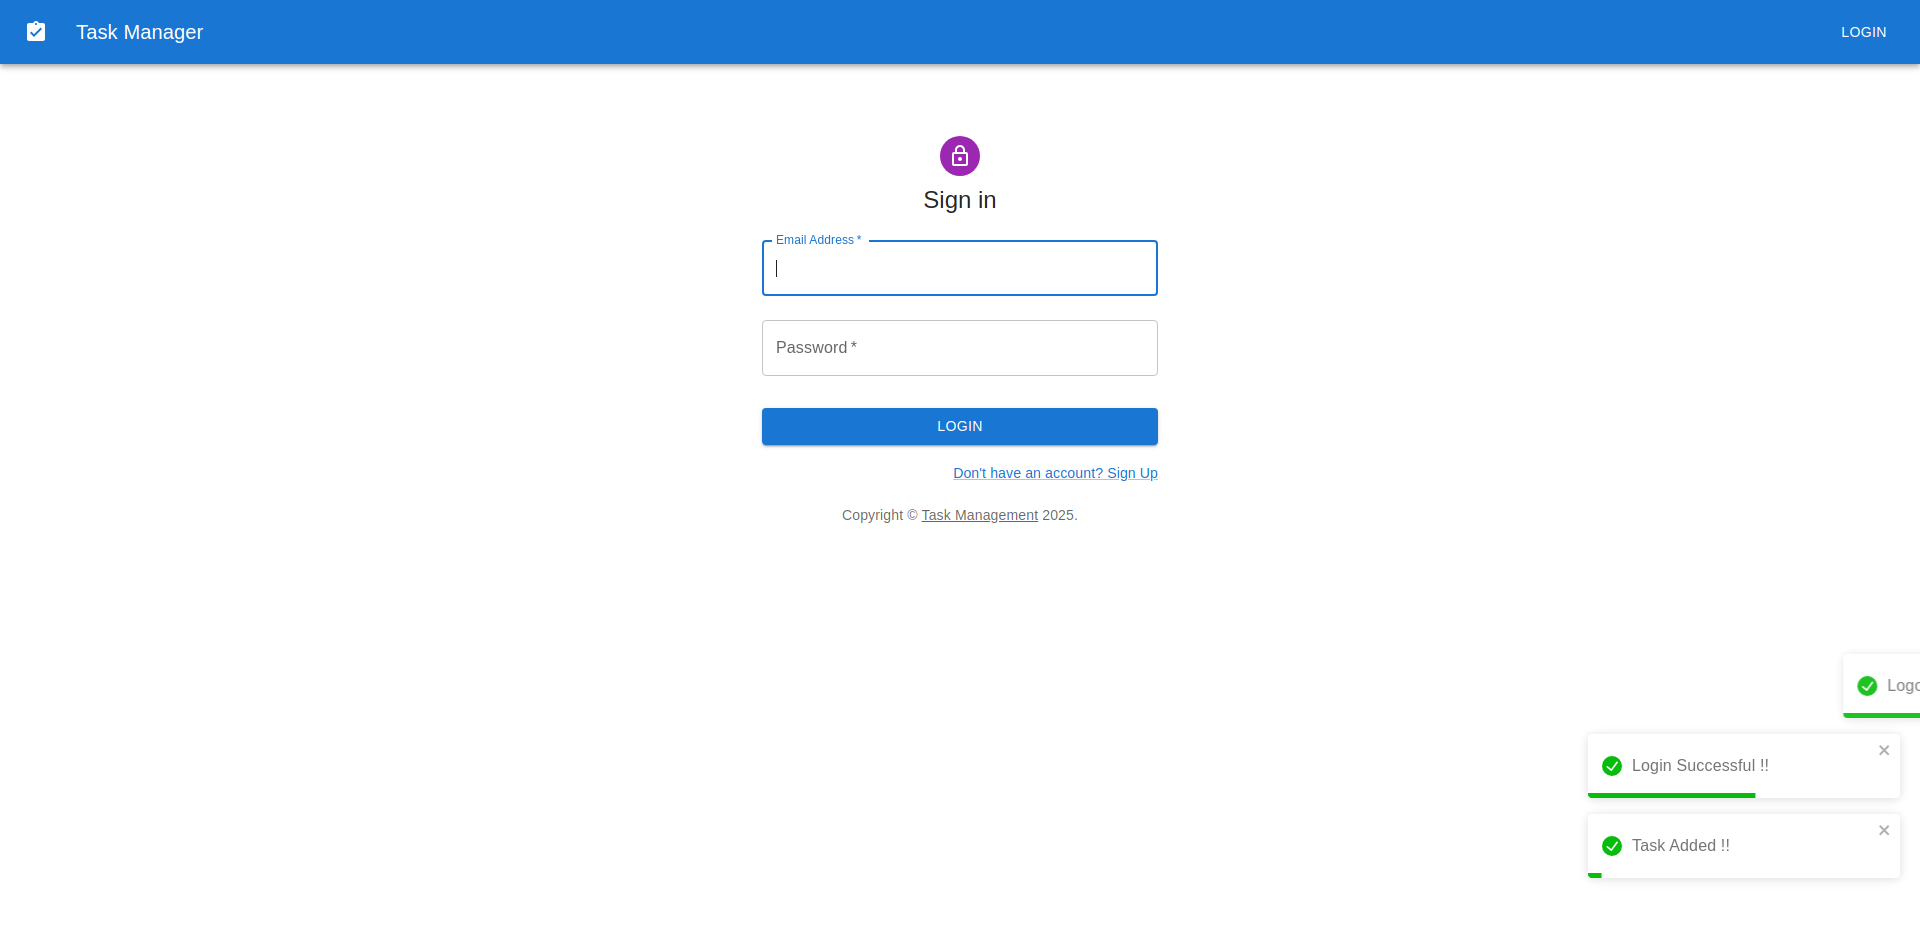 Task Manager
LOGIN
Sign in
Email Address *
Password *
LOGIN
Don't have an account? Sign Up
Copyright © Task Management 2025.
Login Successful !!
Task Added !!